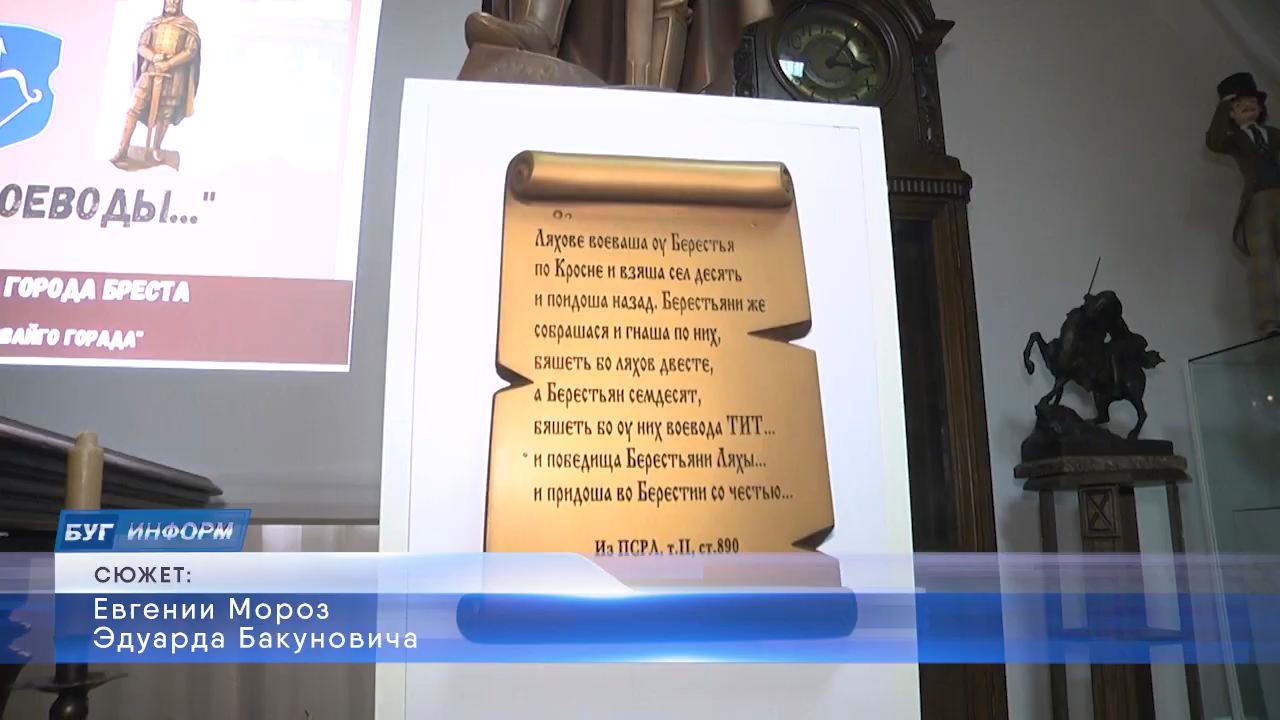 ОЕВОДЫ..."
ГОРОДА БРЕСТА
ВАЙГО ГОРАДА"
Ляхове воеваша оу Берестья
по Кросне и взяша сел десять
и поидоша назад. Берестьяни же
собрашася и гнаша по них,
бяшеть бо ляхов двесте,
а Берестьян семдесят,
бяшеть бо оу них воевода ТИТ...
и победища Берестьяни Ляхы...
и придоша во Берестии со честью...
Из ПСРЛ, т.II, ст.890
БУГ ИНФОРМ
СЮЖЕТ:
Евгении Мороз
Эдуарда Бакуновича